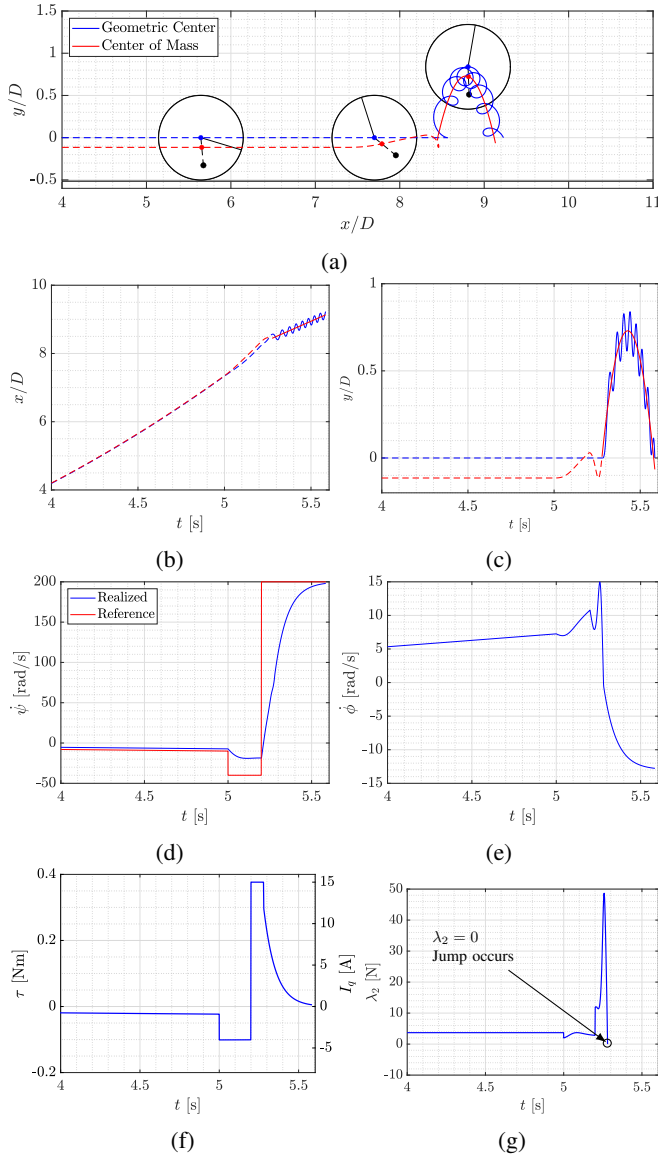 Geometric Center
Center of Mass
y/D
1.5
1
0.5
0
-0.5
4 5 6 7 8 9 10 11
x/D
(a)
x/D
10
8
6
4
4 4.5 5 5.5
t [s]
(b)
y/D
1
0.5
0
4 4.5 5 5.5
t [s]
(c)
Realized
Reference
ψ̇ [rad/s]
200
150
100
50
0
-50
4 4.5 5 5.5
t [s]
(d)
ϕ̇ [rad/s]
15
10
5
0
-5
-10
-15
4 4.5 5 5.5
t [s]
(e)
τ [Nm]
0.4
0.2
0
-0.2
I_q [A]
15
10
5
0
-5
4 4.5 5 5.5
t [s]
(f)
λ₂ [N]
50
40
30
20
10
0
-10
λ₂ = 0
Jump occurs
4 4.5 5 5.5
t [s]
(g)